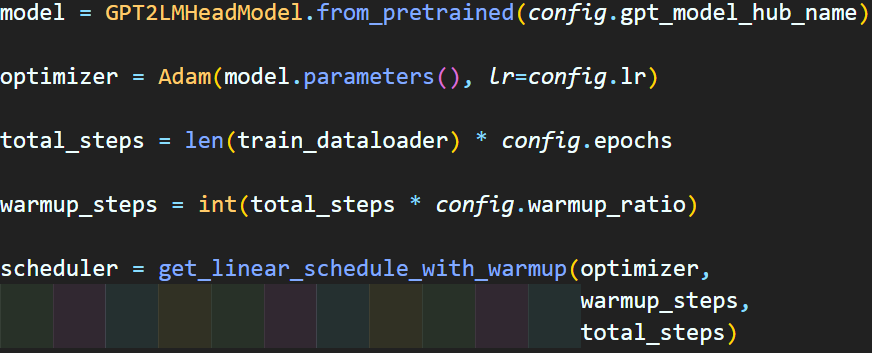 model = GPT2LMHeadModel.from_pretrained(config.gpt_model_hub_name)
optimizer = Adam(model.parameters(), lr=config.lr)
total_steps = len(train_dataloader) * config.epochs
warmup_steps = int(total_steps * config.warmup_ratio)
scheduler = get_linear_schedule_with_warmup(optimizer,
warmup_steps,
total_steps)